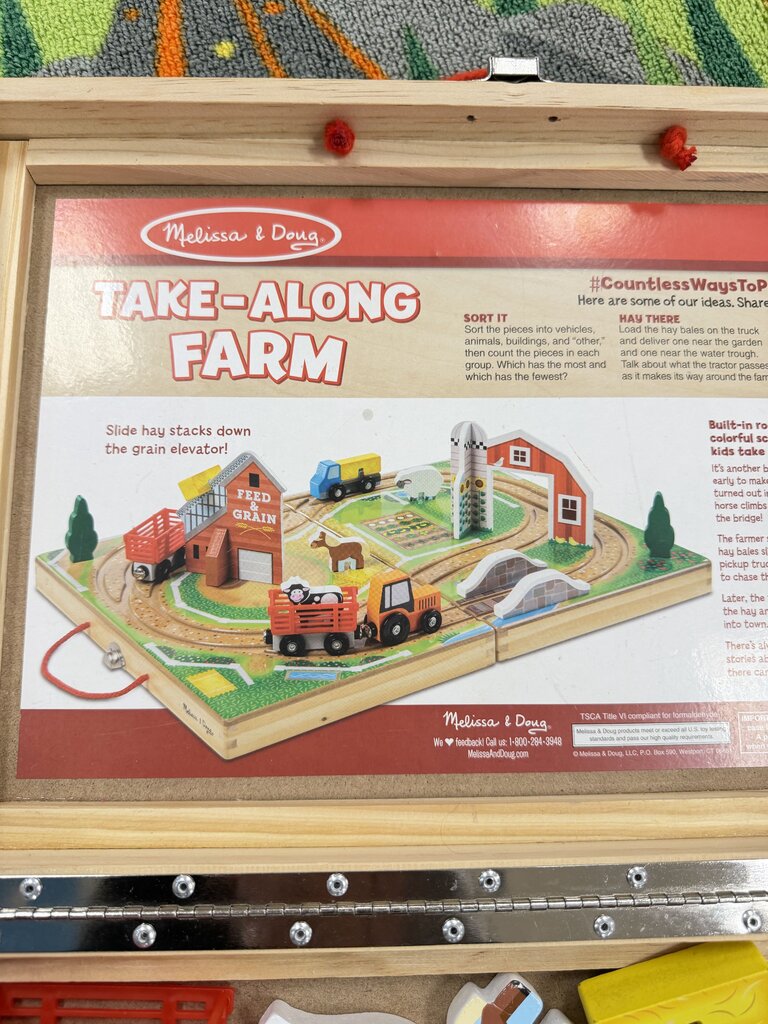 Melissa & Doug
TAKE-ALONG
FARM
#CountlessWaysToP
Here are some of our ideas. Share
SORT IT
Sort the pieces into vehicles,
animals, buildings, and "other,"
then count the pieces in each
group. Which has the most and
which has the fewest?
HAY THERE
Load the hay bales on the truck
and deliver one near the garden
and one near the water trough.
Talk about what the tractor passes
as it makes its way around the farm
Slide hay stacks down
the grain elevator!
FEED
&
GRAIN
Built-in ro
colorful sc
kids take
It's another b
early to make
turned out in
horse climbs
the bridge!
The farmer
hay bales sl
pickup truc
to chase th
Later, the
the hay an
into town.
There's al
stories ab
there can
Melissa & Doug
Melissa & Doug
We ❤ feedback! Call us: 1-800-284-3948
MelissaAndDoug.com
TSCA Title VI compliant for formaldehyde
Melissa & Doug products meet or exceed all U.S. toy testing
standards and pass our high quality requirements.
© Melissa & Doug, LLC, P.O. Box 590, Westport, CT
IMPOR